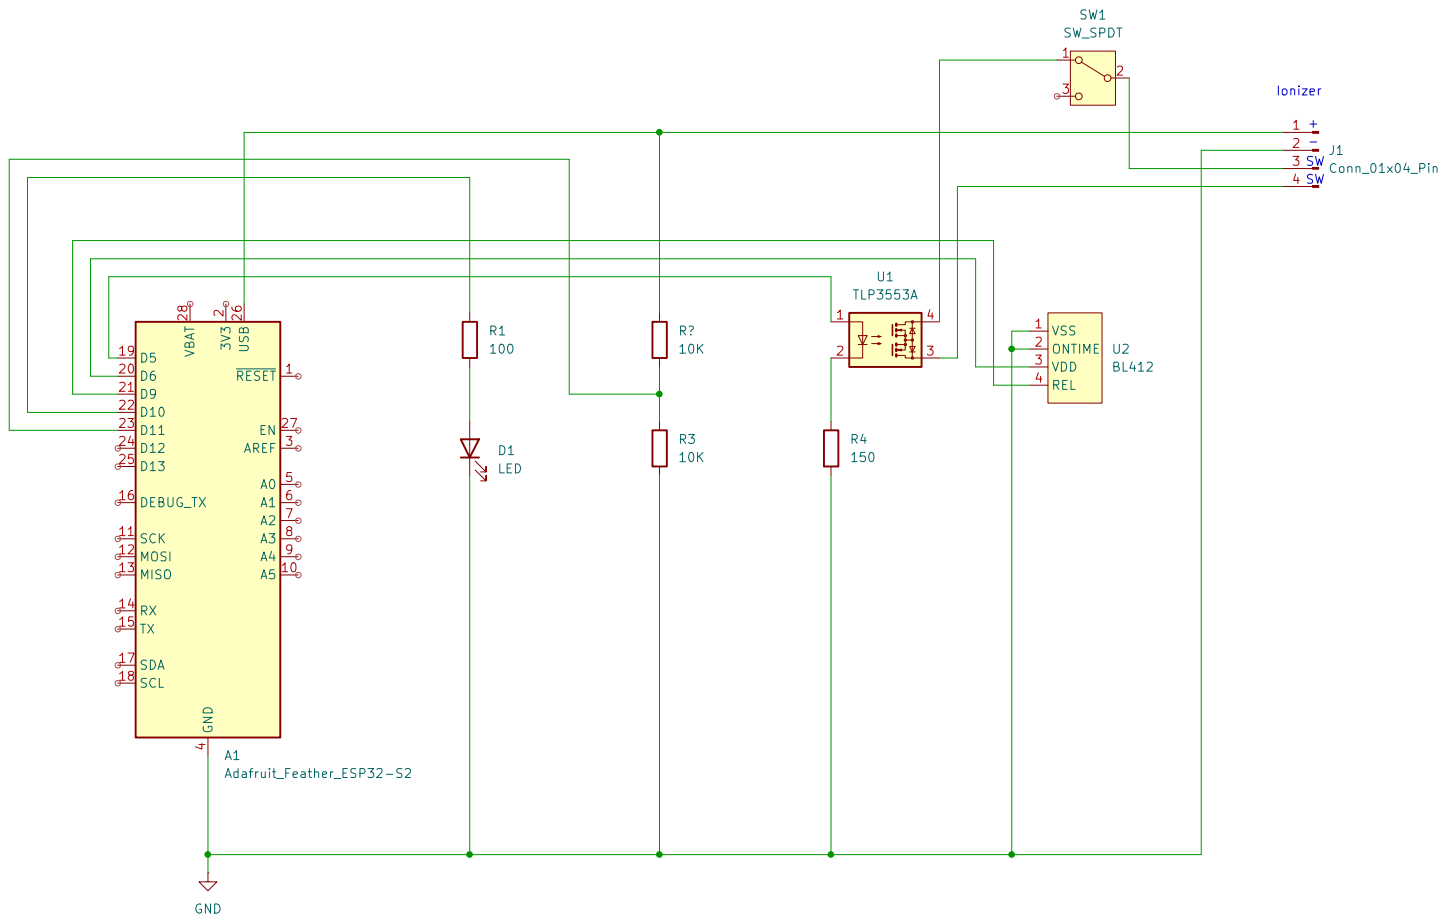 SW1
SW_SPDT
1
2
3
Ionizer
1 +
2 −
3 SW
4 SW
J1
Conn_01x04_Pin
U1
TLP3553A
1
2
4
3
28
VBAT
2
3V3
26
USB
19 D5
20 D6
21 D9
22 D10
23 D11
24 D12
25 D13
16 DEBUG_TX
11 SCK
12 MOSI
13 MISO
14 RX
15 TX
17 SDA
18 SCL
RESET 1
EN 27
AREF 3
A0 5
A1 6
A2 7
A3 8
A4 9
A5 10
GND
4
A1
Adafruit_Feather_ESP32-S2
GND
R1
100
D1
LED
R?
10K
R3
10K
R4
150
1 VSS
2 ONTIME
3 VDD
4 REL
U2
BL412